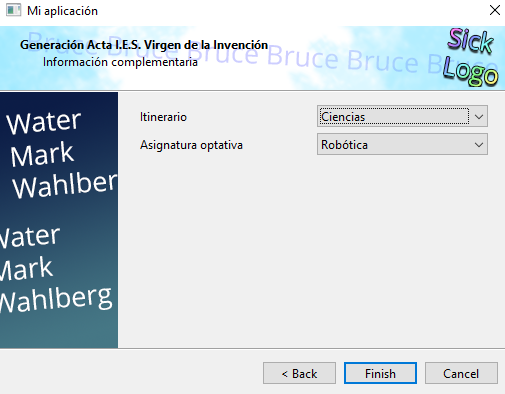 Mi aplicación
Bruce Bruce Bruce Bruce Bruce Bruce
Generación Acta I.E.S. Virgen de la Invención
Información complementaria
Sick
Logo
Water
Mark
Wahlber
Water
Mark
Wahlberg
Itinerario
Ciencias
Asignatura optativa
Robótica
< Back
Finish
Cancel